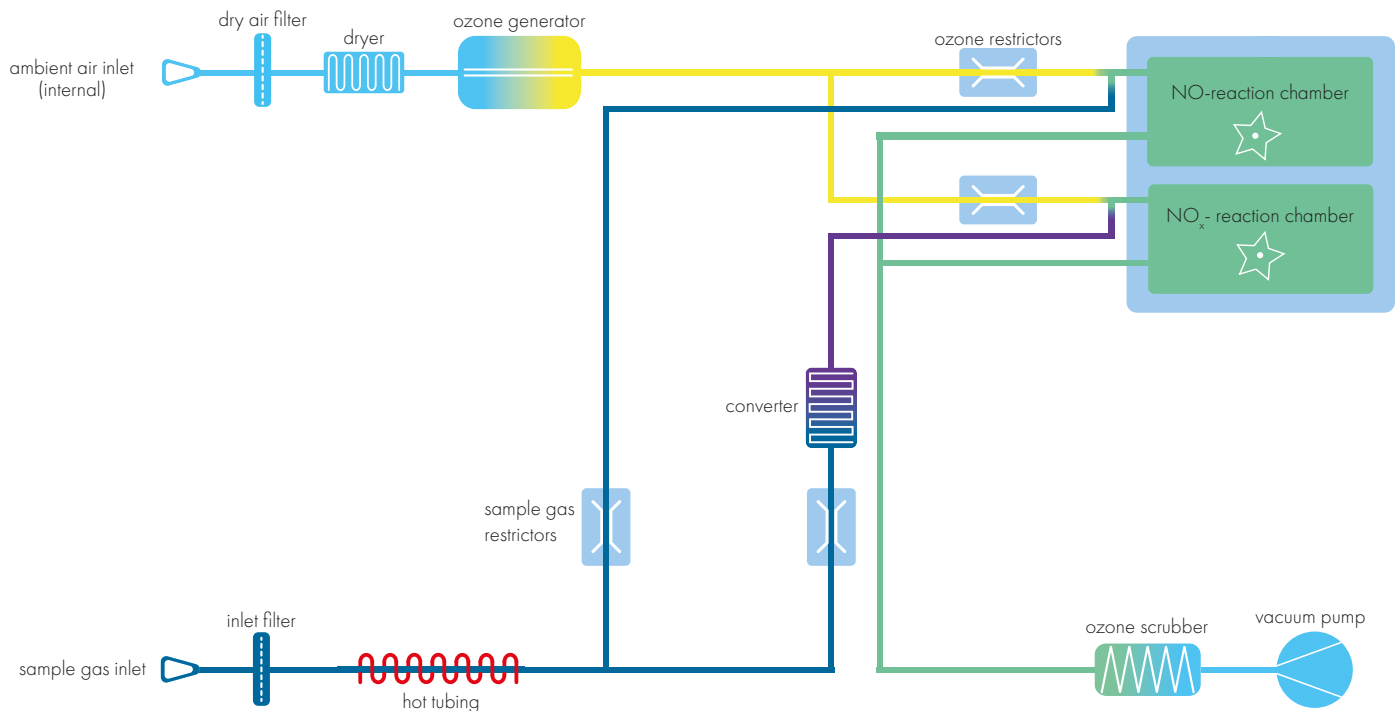 dry air filter
dryer
ozone generator
ozone restrictors
ambient air inlet
(internal)
NO-reaction chamber
NOx- reaction chamber
converter
sample gas
restrictors
inlet filter
sample gas inlet
hot tubing
ozone scrubber
vacuum pump